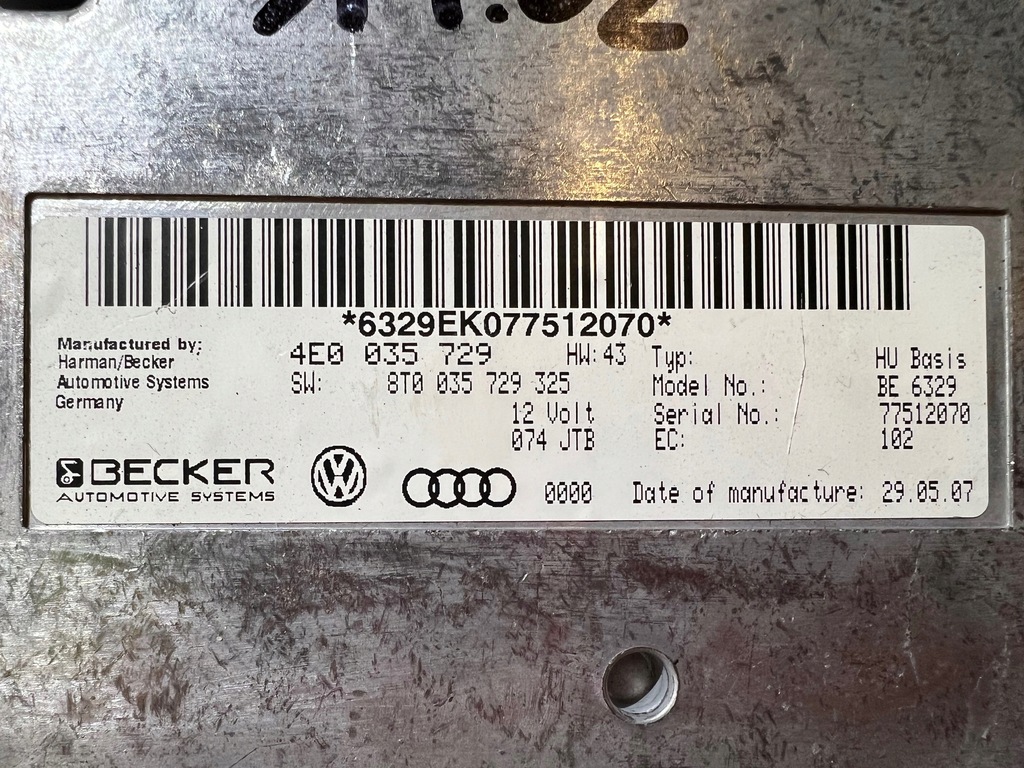 *6329EK077512070*
Manufactured by:
Harman/Becker
Automotive Systems
Germany
4E0 035 729 HW: 43
SW: 8T0 035 729 325
12 Volt
074 JTB
Typ: HU Basis
Model No.: BE 6329
Serial No.: 77512070
EC: 102
BECKER
AUTOMOTIVE SYSTEMS
VW
0000 Date of manufacture: 29.05.07